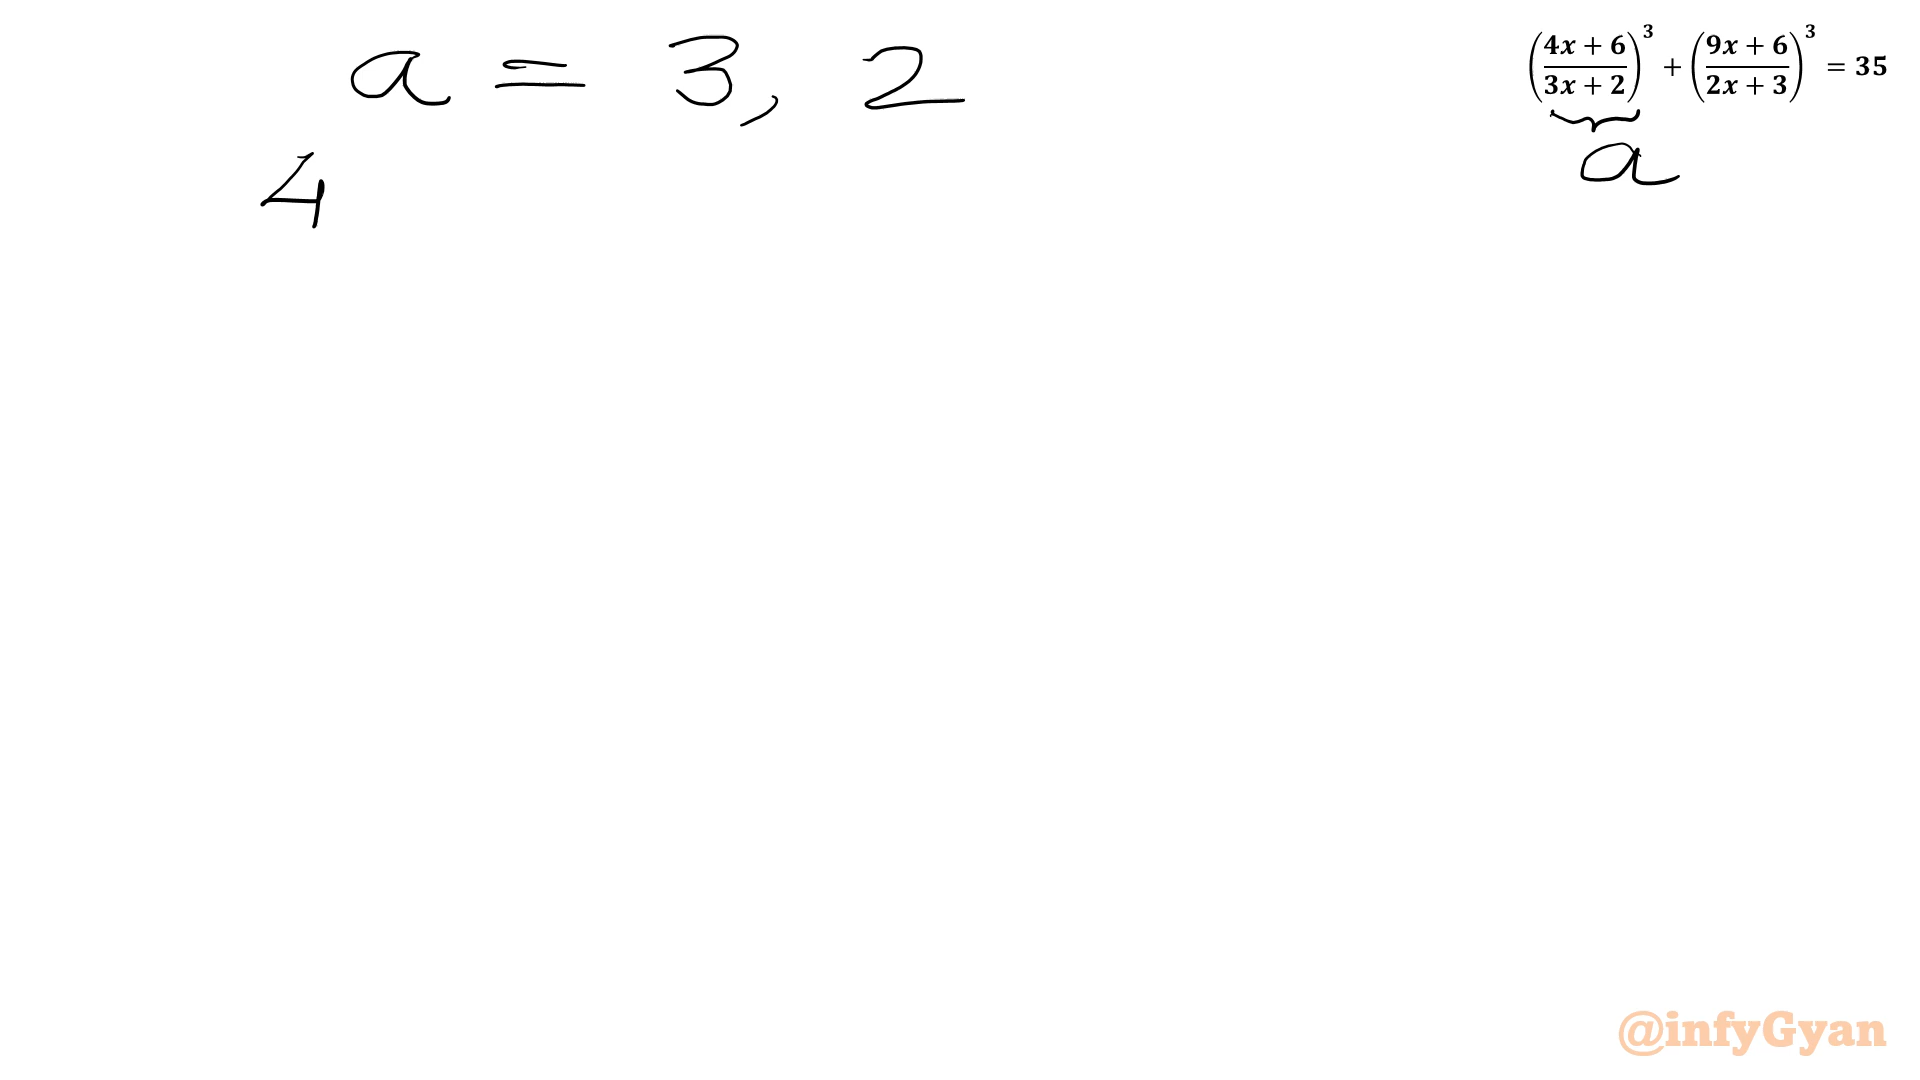 a = 3, 2
4
((4x + 6)/(3x + 2))³ + ((9x + 6)/(2x + 3))³ = 35
a
@infyGyan